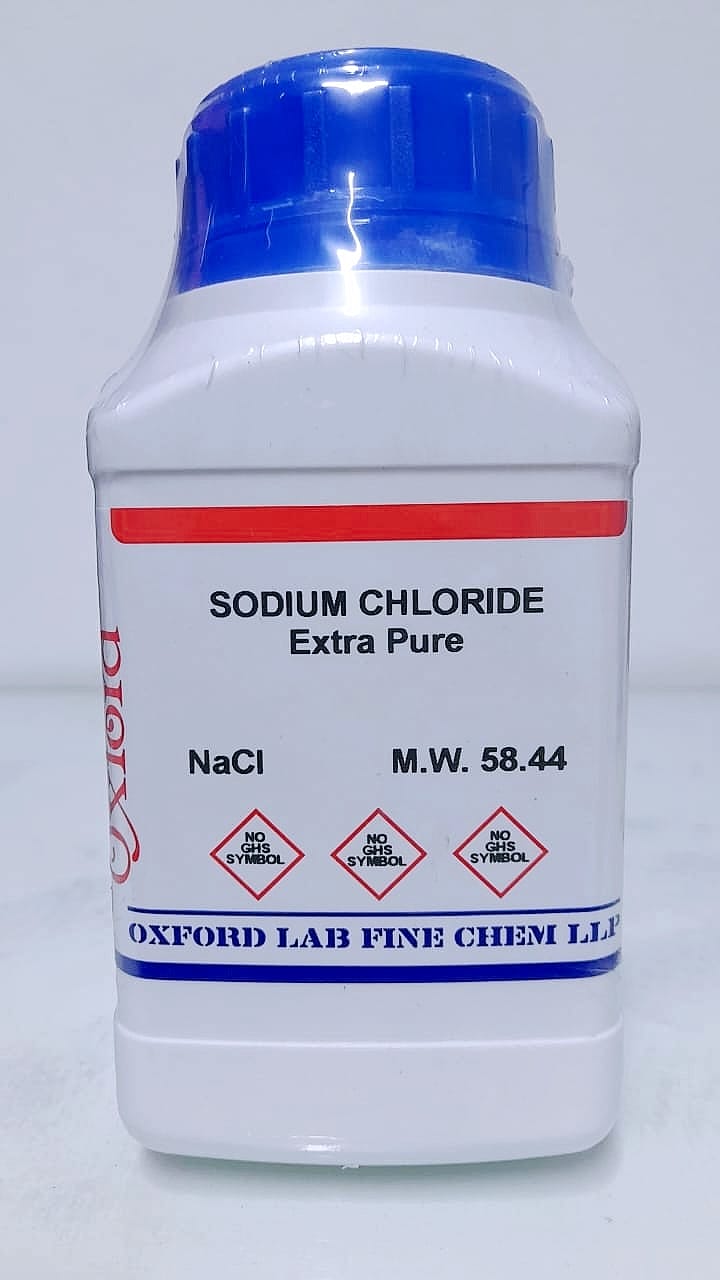 SODIUM CHLORIDE
Extra Pure
NaCl
M.W. 58.44
Oxford
NO
GHS
SYMBOL
NO
GHS
SYMBOL
NO
GHS
SYMBOL
OXFORD LAB FINE CHEM LLP